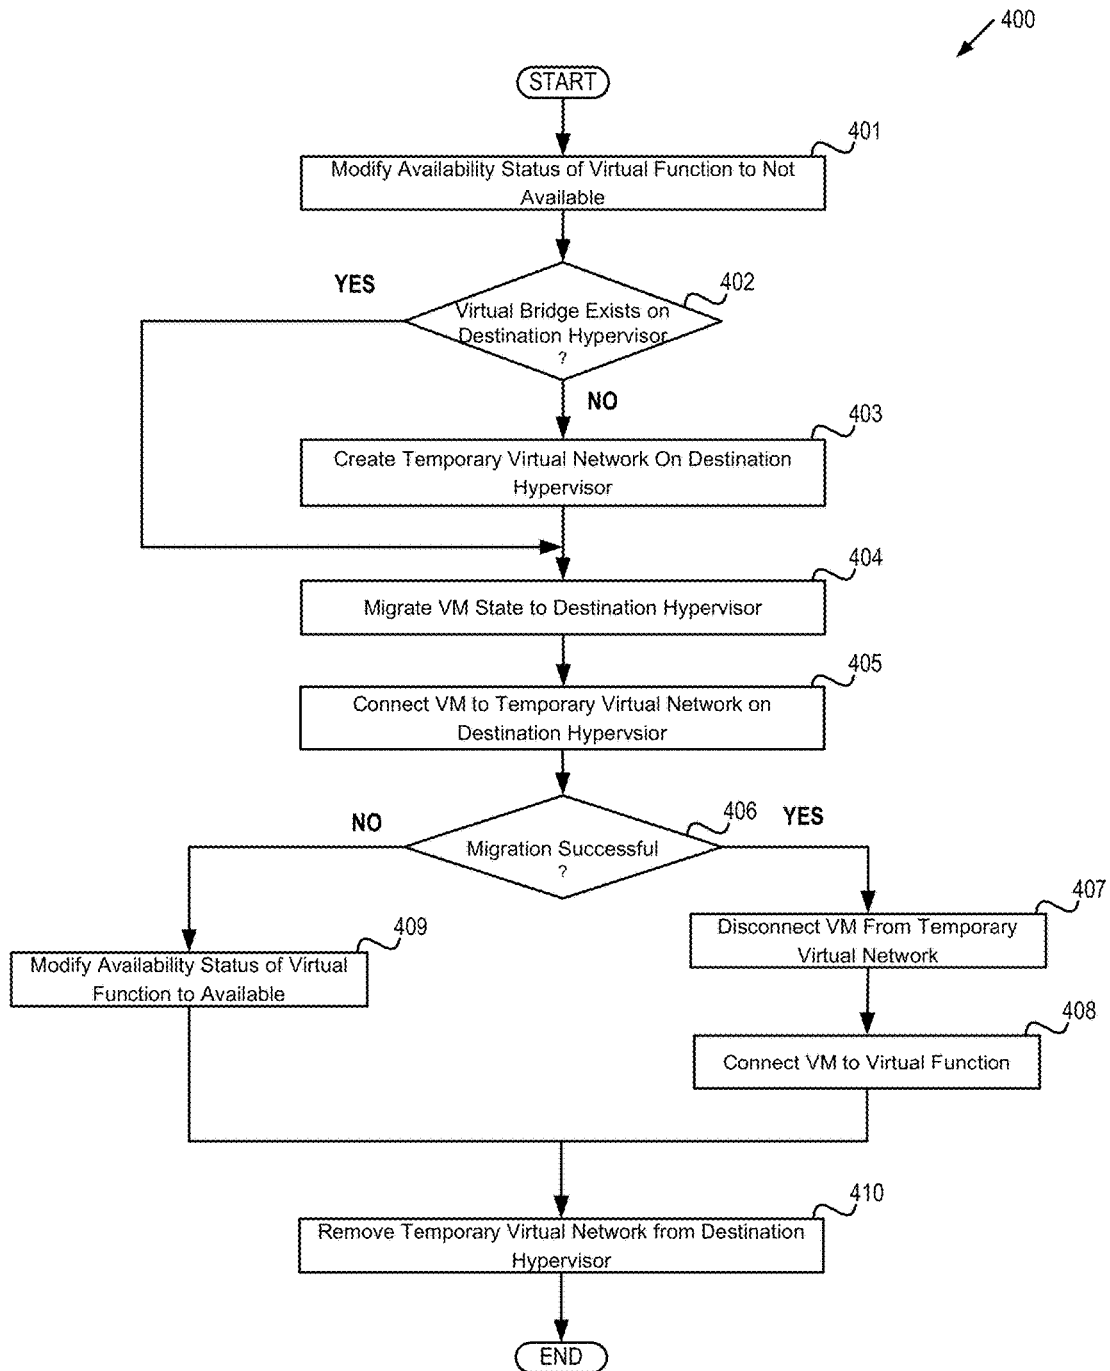 400
START
401
Modify Availability Status of Virtual Function to Not
Available
YES
402
Virtual Bridge Exists on
Destination Hypervisor
?
NO
403
Create Temporary Virtual Network On Destination
Hypervisor
404
Migrate VM State to Destination Hypervisor
405
Connect VM to Temporary Virtual Network on
Destination Hypervsior
NO
406
YES
Migration Successful
?
407
Disconnect VM From Temporary
Virtual Network
409
Modify Availability Status of Virtual
Function to Available
408
Connect VM to Virtual Function
410
Remove Temporary Virtual Network from Destination
Hypervisor
END